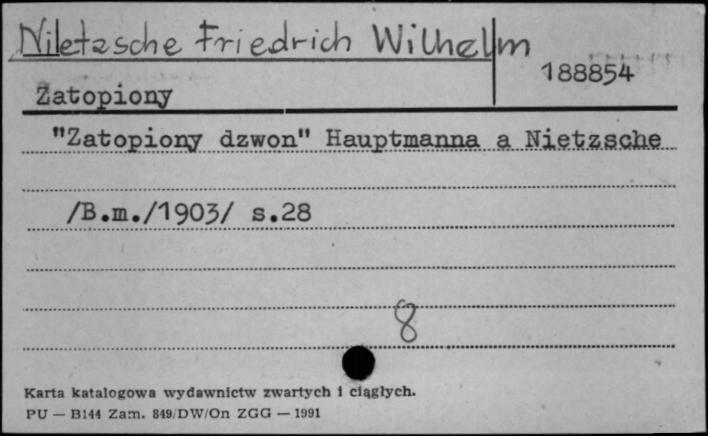 Niletzsche Friedrich Wilhelm
188854
Zatopiony
"Zatopiony dzwon" Hauptmanna a Nietzsche
/B.m./1903/ s.28
8
Karta katalogowa wydawnictw zwartych i ciągłych.
PU — B144 Zam. 849/DW/On ZGG — 1991